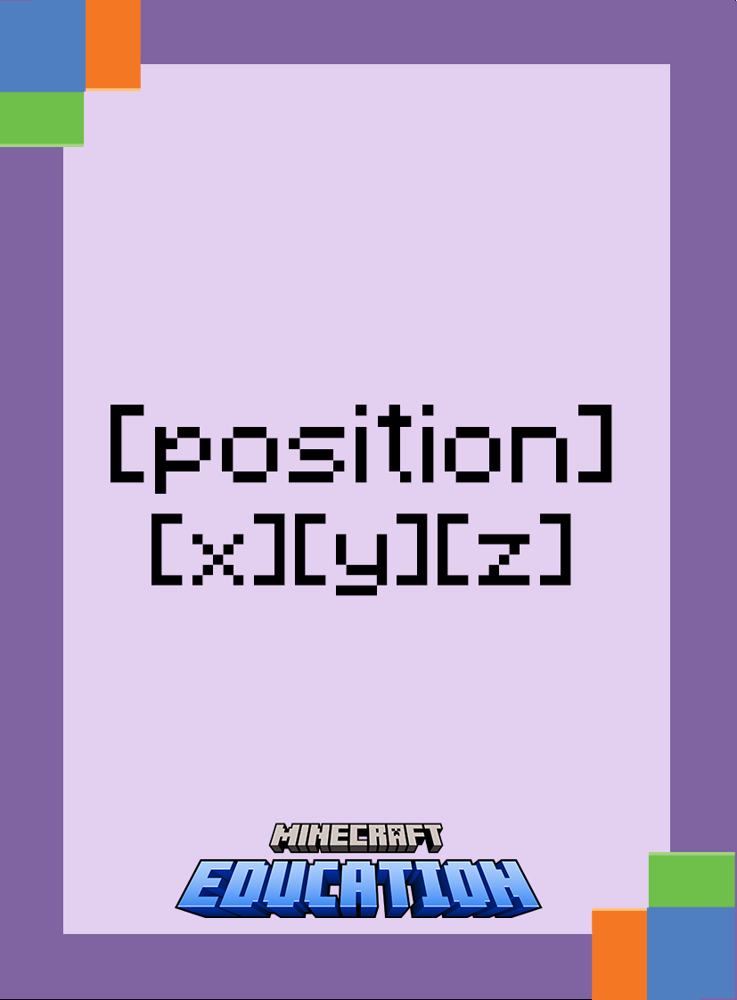 [position]
[x][y][z]
MINECRAFT
EDUCATION